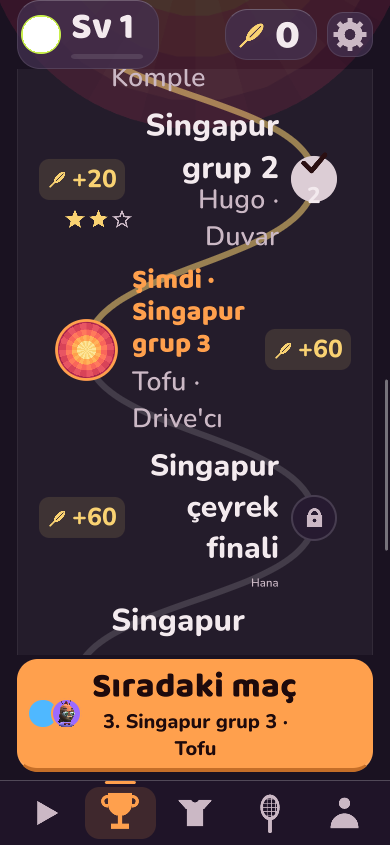 Sv 1
0
Komple
Singapur
grup 2
+20
2
Hugo ·
Duvar
Şimdi ·
Singapur
grup 3
+60
Tofu ·
Drive'cı
Singapur
çeyrek
finali
+60
Hana
Singapur
Sıradaki maç
3. Singapur grup 3 ·
Tofu